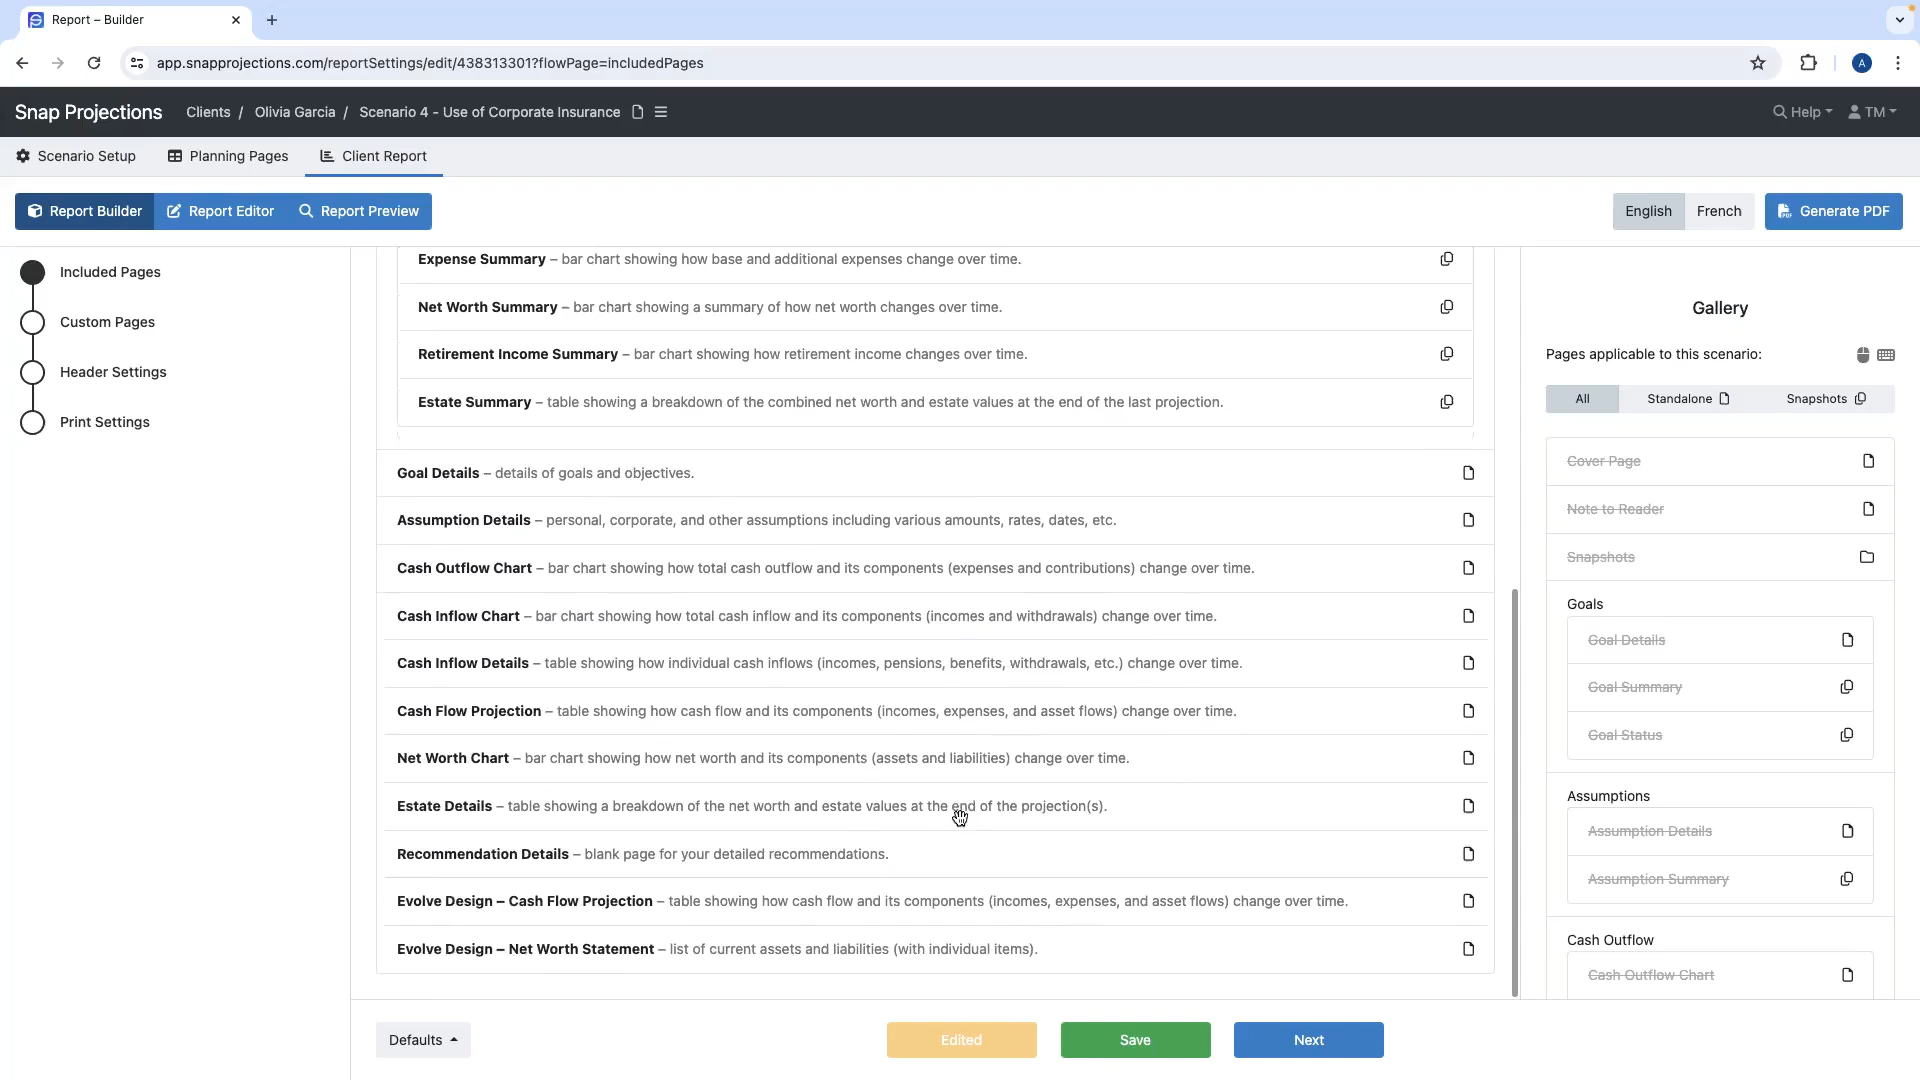 Report – Builder
app.snapprojections.com/reportSettings/edit/438313301?flowPage=includedPages
A
Snap Projections
Clients / Olivia Garcia / Scenario 4 - Use of Corporate Insurance
Help
TM
Scenario Setup
Planning Pages
Client Report
Report Builder
Report Editor
Report Preview
English
French
Generate PDF
Included Pages
Custom Pages
Header Settings
Print Settings
Expense Summary – bar chart showing how base and additional expenses change over time.
Net Worth Summary – bar chart showing a summary of how net worth changes over time.
Retirement Income Summary – bar chart showing how retirement income changes over time.
Estate Summary – table showing a breakdown of the combined net worth and estate values at the end of the last projection.
Goal Details – details of goals and objectives.
Assumption Details – personal, corporate, and other assumptions including various amounts, rates, dates, etc.
Cash Outflow Chart – bar chart showing how total cash outflow and its components (expenses and contributions) change over time.
Cash Inflow Chart – bar chart showing how total cash inflow and its components (incomes and withdrawals) change over time.
Cash Inflow Details – table showing how individual cash inflows (incomes, pensions, benefits, withdrawals, etc.) change over time.
Cash Flow Projection – table showing how cash flow and its components (incomes, expenses, and asset flows) change over time.
Net Worth Chart – bar chart showing how net worth and its components (assets and liabilities) change over time.
Estate Details – table showing a breakdown of the net worth and estate values at the end of the projection(s).
Recommendation Details – blank page for your detailed recommendations.
Evolve Design – Cash Flow Projection – table showing how cash flow and its components (incomes, expenses, and asset flows) change over time.
Evolve Design – Net Worth Statement – list of current assets and liabilities (with individual items).
Gallery
Pages applicable to this scenario:
All
Standalone
Snapshots
Cover Page
Note to Reader
Snapshots
Goals
Goal Details
Goal Summary
Goal Status
Assumptions
Assumption Details
Assumption Summary
Cash Outflow
Cash Outflow Chart
Defaults
Edited
Save
Next